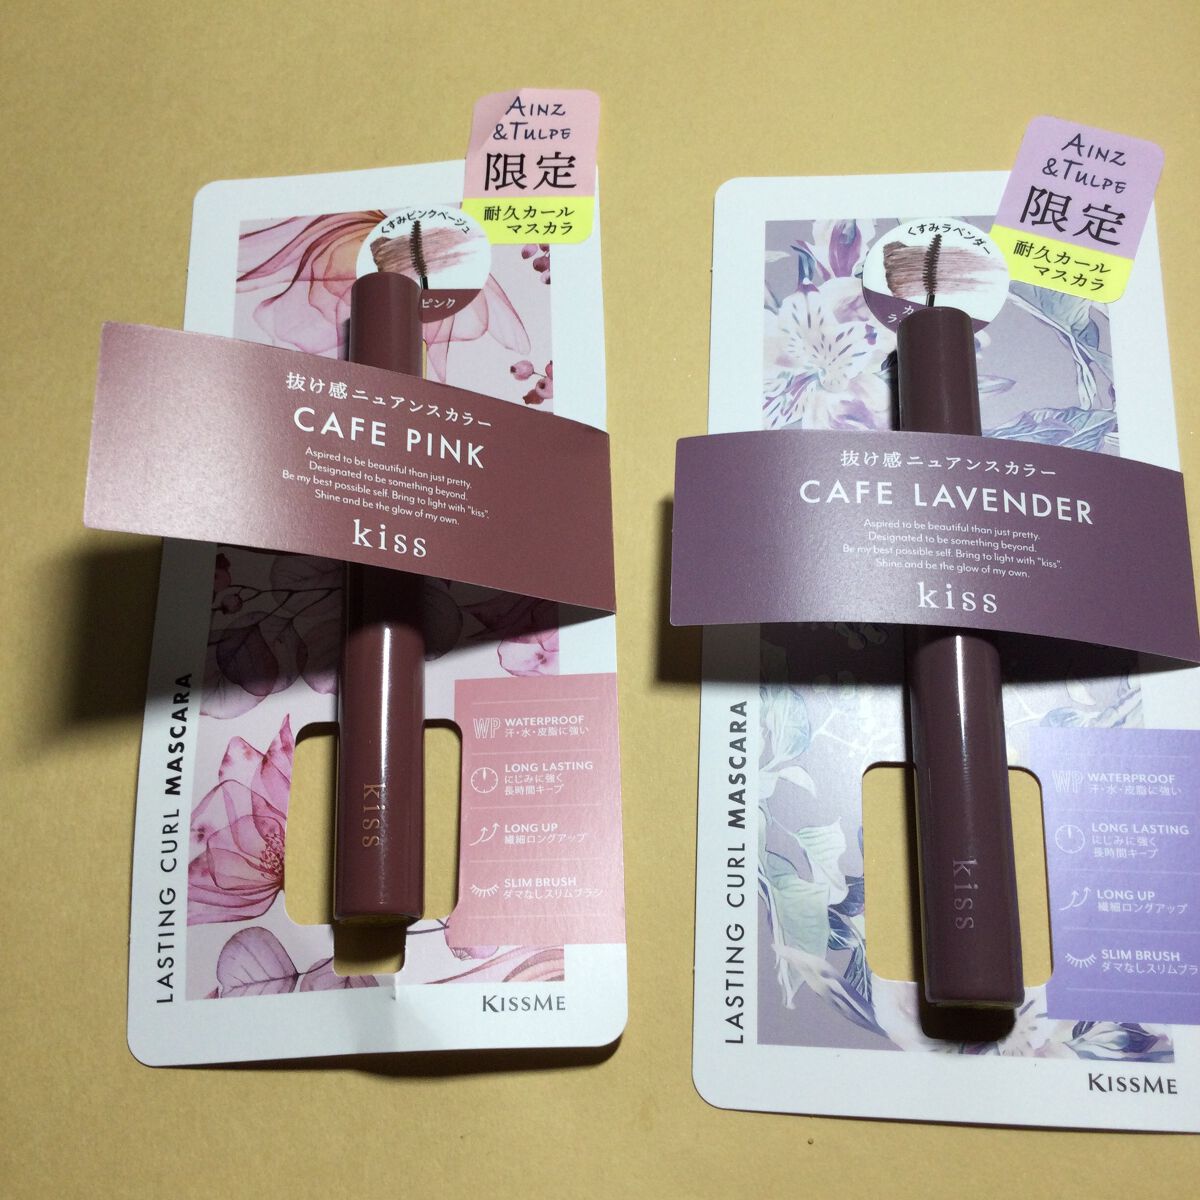 AINZ
&TULPE
限定
耐久カール
マスカラ
くすみピンクベージュ
ピンク
抜け感ニュアンスカラー
CAFE PINK
Aspired to be beautiful than just pretty.
Designated to be something beyond.
Be my best possible self. Bring to light with "kiss".
Shine and be the glow of my own.
kiss
WP WATERPROOF
汗・水・皮脂に強い
LONG LASTING
にじみに強く
長時間キープ
LONG UP
繊細ロングアップ
SLIM BRUSH
ダマなしスリムブラシ
kiss
LASTING CURL MASCARA
KISSME
AINZ
&TULPE
限定
耐久カール
マスカラ
くすみラベンダー
カ
ラ
抜け感ニュアンスカラー
CAFE LAVENDER
Aspired to be beautiful than just pretty.
Designated to be something beyond.
Be my best possible self. Bring to light with "kiss".
Shine and be the glow of my own.
kiss
WP WATERPROOF
汗・水・皮脂に強い
LONG LASTING
にじみに強く
長時間キープ
LONG UP
繊細ロングアップ
SLIM BRUSH
ダマなしスリムブラ
kiss
LASTING CURL MASCARA
KISSME